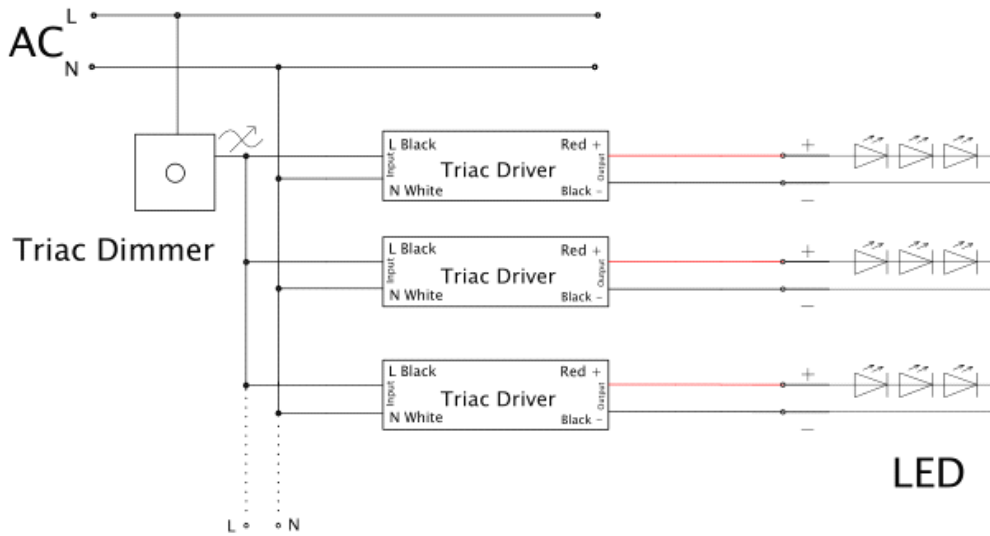 L
AC
N
L Black
Red +
Input
Triac Driver
Output
N White
Black -
Triac Dimmer
L Black
Red +
Input
Triac Driver
Output
N White
Black -
L Black
Red +
Input
Triac Driver
Output
N White
Black -
+
–
+
–
+
–
LED
L
N